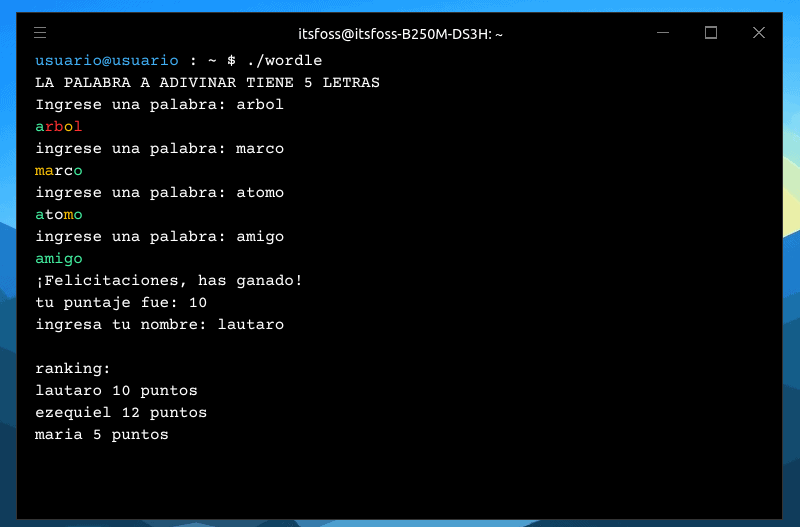 itsfoss@itsfoss-B250M-DS3H: ~
usuario@usuario : ~ $ ./wordle
LA PALABRA A ADIVINAR TIENE 5 LETRAS
Ingrese una palabra: arbol
arbol
ingrese una palabra: marco
marco
ingrese una palabra: atomo
atomo
ingrese una palabra: amigo
amigo
¡Felicitaciones, has ganado!
tu puntaje fue: 10
ingresa tu nombre: lautaro
ranking:
lautaro 10 puntos
ezequiel 12 puntos
maria 5 puntos